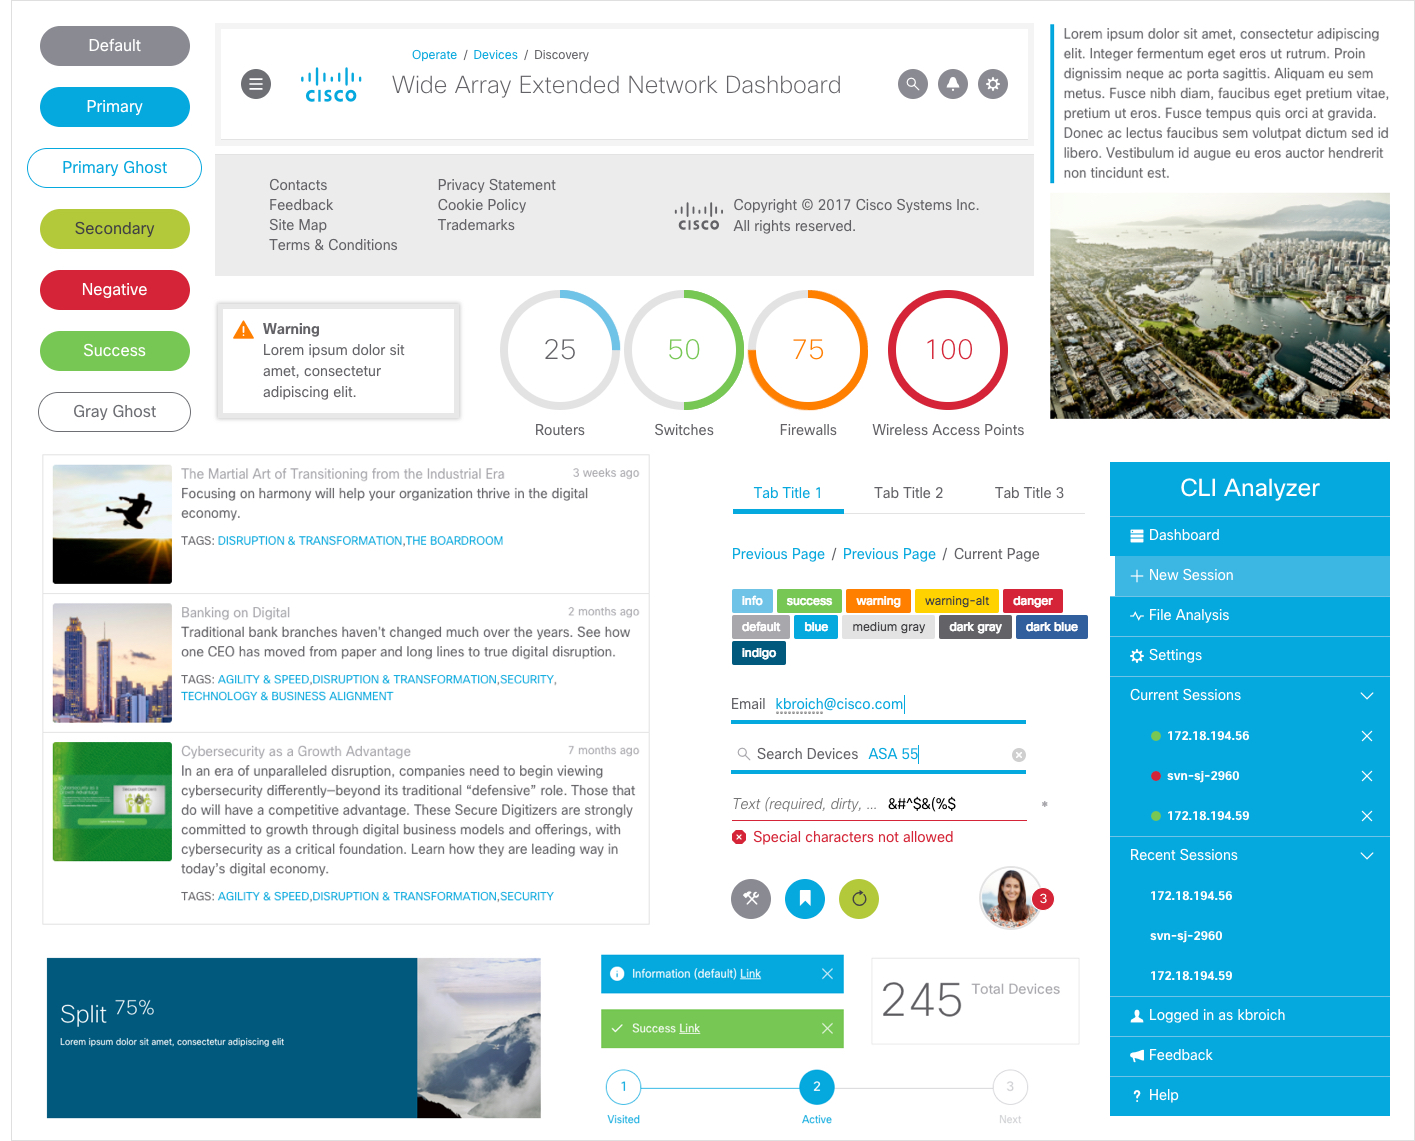 Default
Primary
Primary Ghost
Secondary
Negative
Success
Gray Ghost
Operate / Devices / Discovery
CISCO
Wide Array Extended Network Dashboard
Contacts
Feedback
Site Map
Terms & Conditions
Privacy Statement
Cookie Policy
Trademarks
CISCO
Copyright © 2017 Cisco Systems Inc.
All rights reserved.
Lorem ipsum dolor sit amet, consectetur adipiscing
elit. Integer fermentum eget eros ut rutrum. Proin
dignissim neque ac porta sagittis. Aliquam eu sem
metus. Fusce nibh diam, faucibus eget pretium vitae,
pretium ut eros. Fusce tempus quis orci at gravida.
Donec ac lectus faucibus sem volutpat dictum sed id
libero. Vestibulum id augue eu eros auctor hendrerit
non tincidunt est.
Warning
Lorem ipsum dolor sit
amet, consectetur
adipiscing elit.
25
Routers
50
Switches
75
Firewalls
100
Wireless Access Points
The Martial Art of Transitioning from the Industrial Era
3 weeks ago
Focusing on harmony will help your organization thrive in the digital
economy.
TAGS: DISRUPTION & TRANSFORMATION,THE BOARDROOM
Banking on Digital
2 months ago
Traditional bank branches haven't changed much over the years. See how
one CEO has moved from paper and long lines to true digital disruption.
TAGS: AGILITY & SPEED,DISRUPTION & TRANSFORMATION,SECURITY,
TECHNOLOGY & BUSINESS ALIGNMENT
Cybersecurity as a Growth Advantage
7 months ago
In an era of unparalleled disruption, companies need to begin viewing
cybersecurity differently—beyond its traditional “defensive” role. Those that
do will have a competitive advantage. These Secure Digitizers are strongly
committed to growth through digital business models and offerings, with
cybersecurity as a critical foundation. Learn how they are leading way in
today's digital economy.
TAGS: AGILITY & SPEED,DISRUPTION & TRANSFORMATION,SECURITY
Cybersecurity as a
Growth Advantage
Secure Digitizers
Tab Title 1
Tab Title 2
Tab Title 3
Previous Page / Previous Page / Current Page
info success warning warning-alt danger
default blue medium gray dark gray dark blue
indigo
Email kbroich@cisco.com
Search Devices ASA 55
Text (required, dirty, ... &#^$&(%$ *
Special characters not allowed
3
CLI Analyzer
Dashboard
New Session
File Analysis
Settings
Current Sessions
172.18.194.56
svn-sj-2960
172.18.194.59
Recent Sessions
172.18.194.56
svn-sj-2960
172.18.194.59
Logged in as kbroich
Feedback
? Help
Split 75%
Lorem ipsum dolor sit amet, consectetur adipiscing elit
Information (default) Link
Success Link
245 Total Devices
1
Visited
2
Active
3
Next